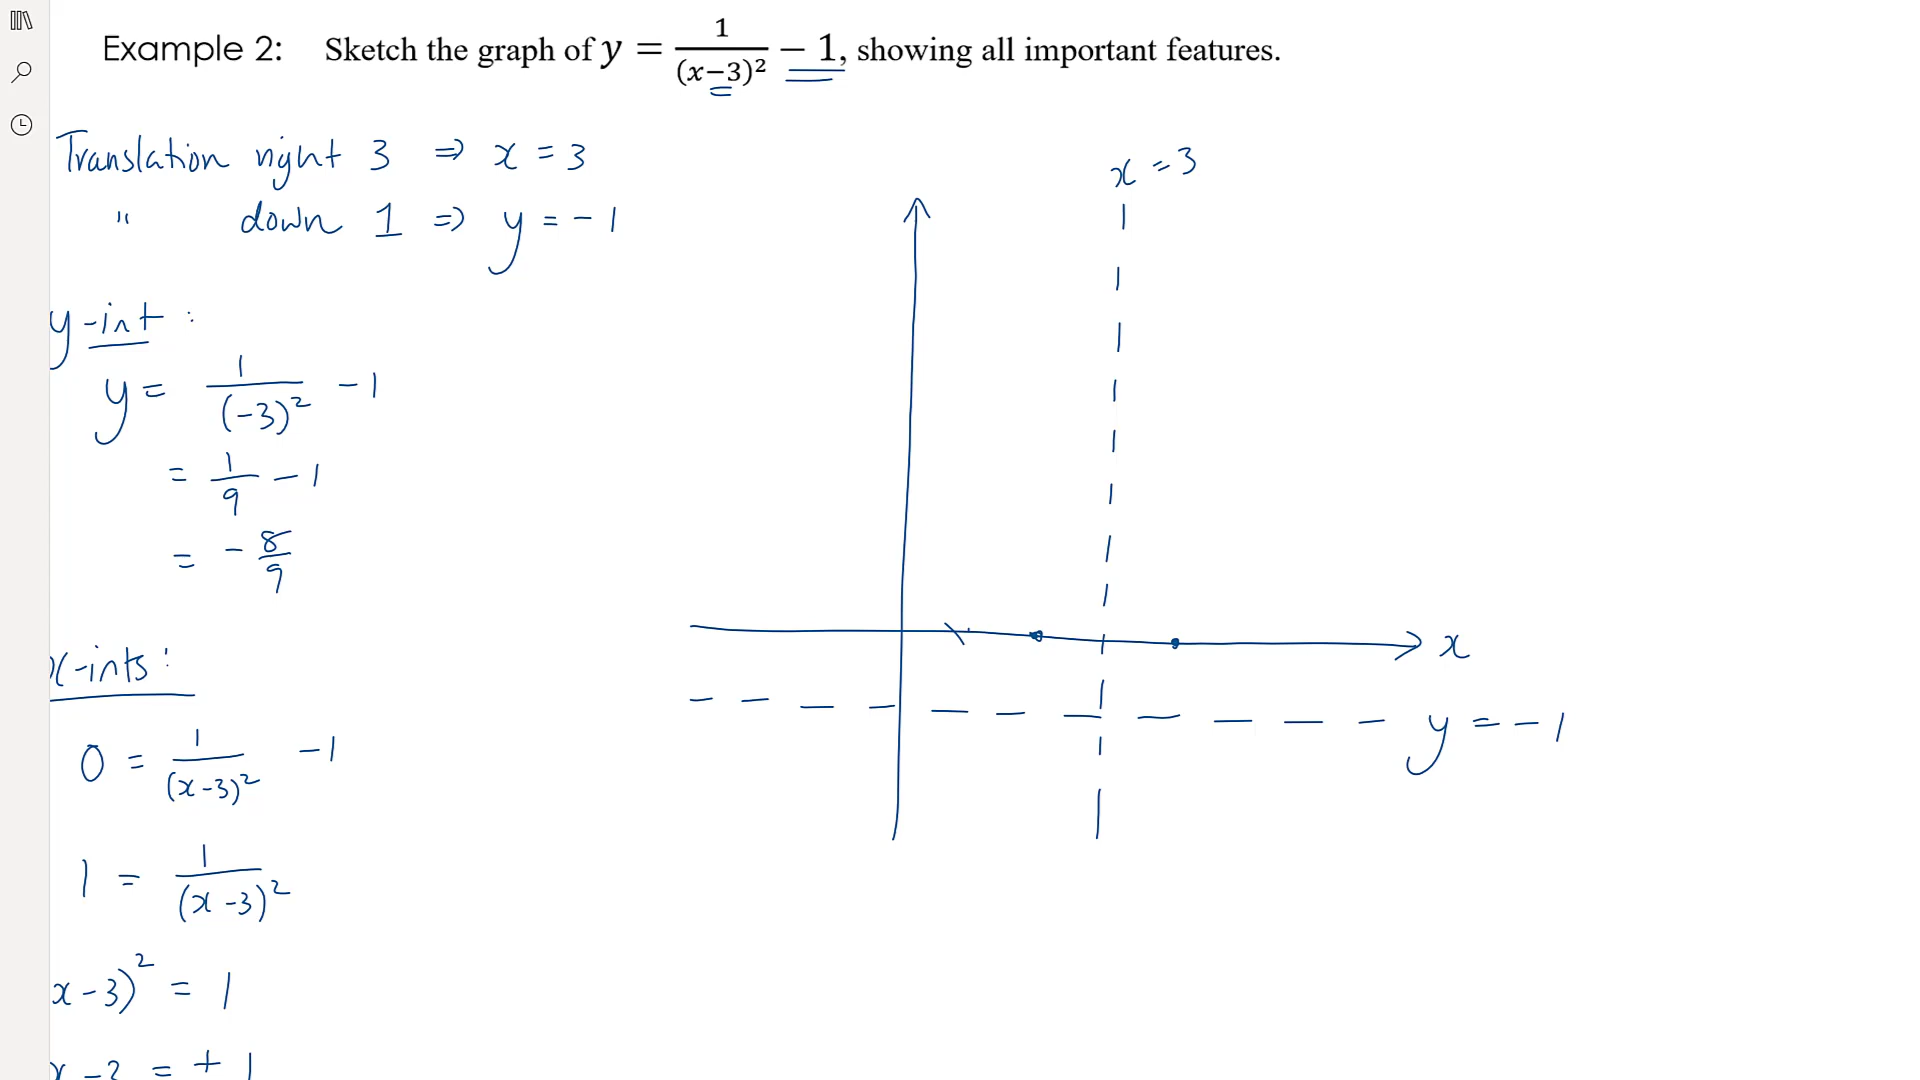 Example 2: Sketch the graph of y = 1/(x−3)² − 1, showing all important features.
Translation right 3 ⇒ x = 3
" down 1 ⇒ y = −1
y-int :
y = 1/(−3)² − 1
= 1/9 − 1
= − 8/9
x-ints :
0 = 1/(x−3)² − 1
1 = 1/(x−3)²
x−3)² = 1
x = 3
x
y = −1